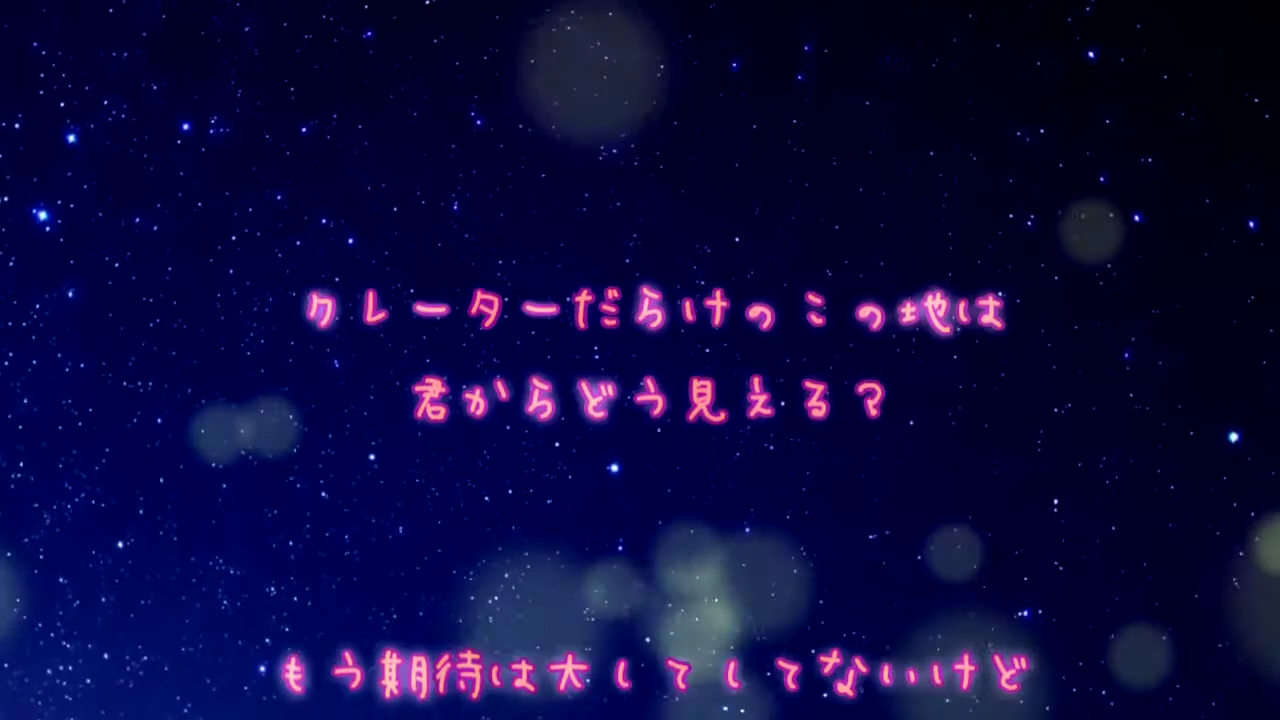 クレーターだらけのこの地は
君からどう見える?
もう期待は大してしてないけど